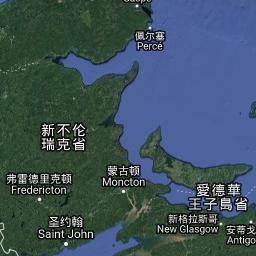 Gaspé
佩尔塞
Percé
新不伦
瑞克省
弗雷德里克顿
Fredericton
蒙古顿
Moncton
愛德華
王子島省
圣约翰
Saint John
新格拉斯哥
New Glasgow
安蒂戈
Antigo